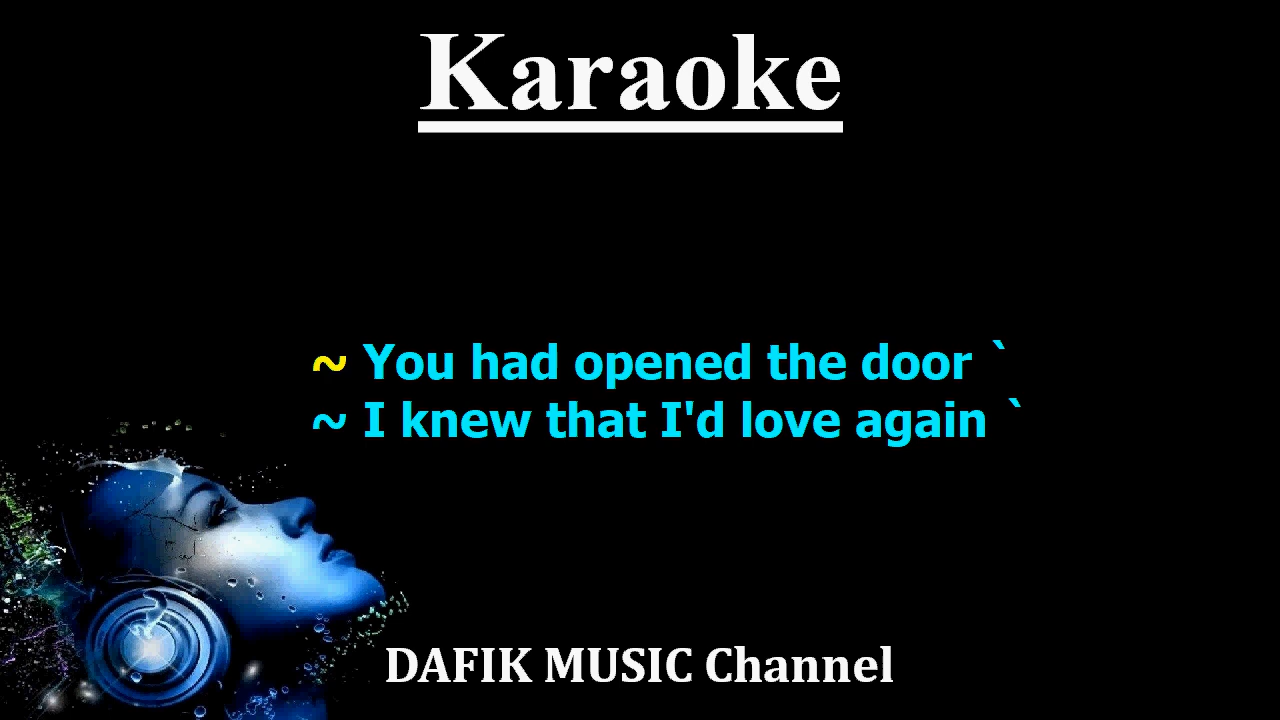 Karaoke
~ You had opened the door `
~ I knew that I'd love again `
DAFIK MUSIC Channel